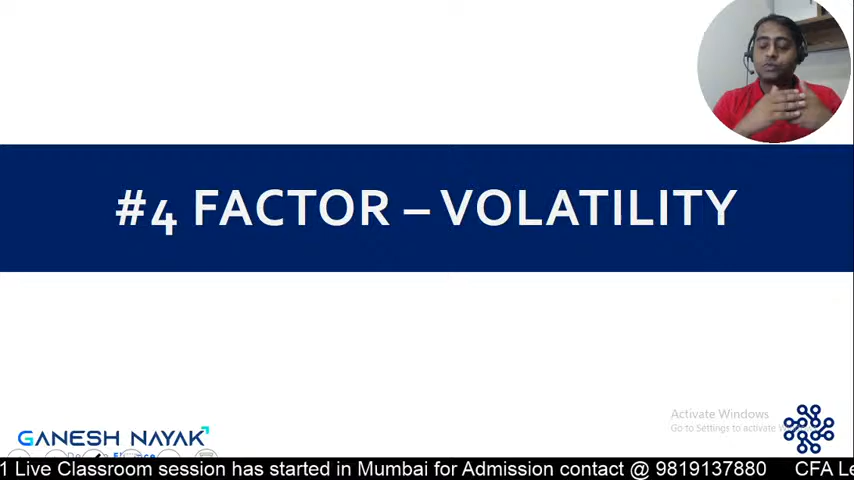 #4 FACTOR – VOLATILITY
Activate Windows
Go to Settings to activate
GANESH NAYAK
1 Live Classroom session has started in Mumbai for Admission contact @ 9819137880 CFA Le